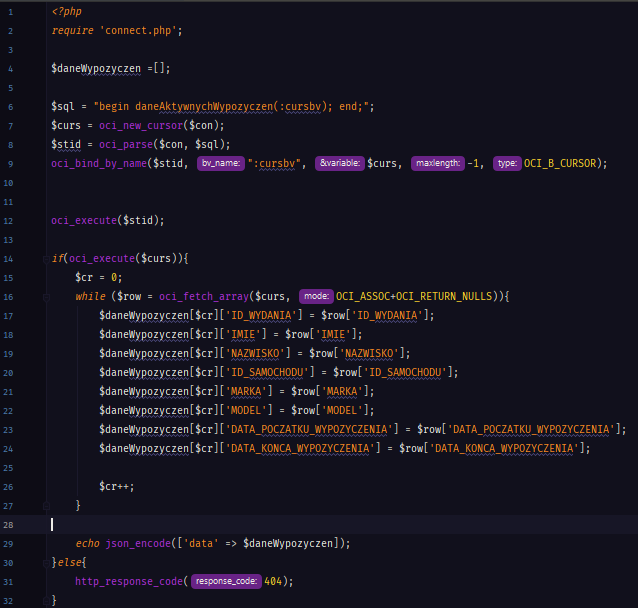 1 <?php
2 require 'connect.php';
3
4 $daneWypozyczen =[];
5
6 $sql = "begin daneAktywnychWypozyczen(:cursbv); end;";
7 $curs = oci_new_cursor($con);
8 $stid = oci_parse($con, $sql);
9 oci_bind_by_name($stid, bv_name: ":cursbv", &variable: $curs, maxlength: -1, type: OCI_B_CURSOR);
10
11
12 oci_execute($stid);
13
14 if(oci_execute($curs)){
15 $cr = 0;
16 while ($row = oci_fetch_array($curs, mode: OCI_ASSOC+OCI_RETURN_NULLS)){
17 $daneWypozyczen[$cr]['ID_WYDANIA'] = $row['ID_WYDANIA'];
18 $daneWypozyczen[$cr]['IMIE'] = $row['IMIE'];
19 $daneWypozyczen[$cr]['NAZWISKO'] = $row['NAZWISKO'];
20 $daneWypozyczen[$cr]['ID_SAMOCHODU'] = $row['ID_SAMOCHODU'];
21 $daneWypozyczen[$cr]['MARKA'] = $row['MARKA'];
22 $daneWypozyczen[$cr]['MODEL'] = $row['MODEL'];
23 $daneWypozyczen[$cr]['DATA_POCZATKU_WYPOZYCZENIA'] = $row['DATA_POCZATKU_WYPOZYCZENIA'];
24 $daneWypozyczen[$cr]['DATA_KONCA_WYPOZYCZENIA'] = $row['DATA_KONCA_WYPOZYCZENIA'];
25
26 $cr++;
27 }
28
29 echo json_encode(['data' => $daneWypozyczen]);
30 }else{
31 http_response_code( response_code: 404);
32 }